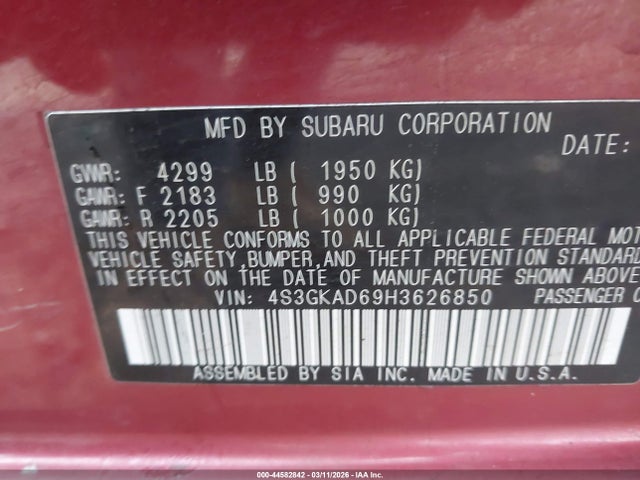 MFD BY SUBARU CORPORATION
DATE:
GVWR: 4299 LB ( 1950 KG)
GAWR: F 2183 LB ( 990 KG)
GAWR: R 2205 LB ( 1000 KG)
THIS VEHICLE CONFORMS TO ALL APPLICABLE FEDERAL MOT
VEHICLE SAFETY,BUMPER,AND THEFT PREVENTION STANDARD
IN EFFECT ON THE DATE OF MANUFACTURE SHOWN ABOVE
VIN: 4S3GKAD69H3626850 PASSENGER C
ASSEMBLED BY SIA INC. MADE IN U.S.A.
000-44582842 - 03/11/2026 - Copyright IAA, Inc.